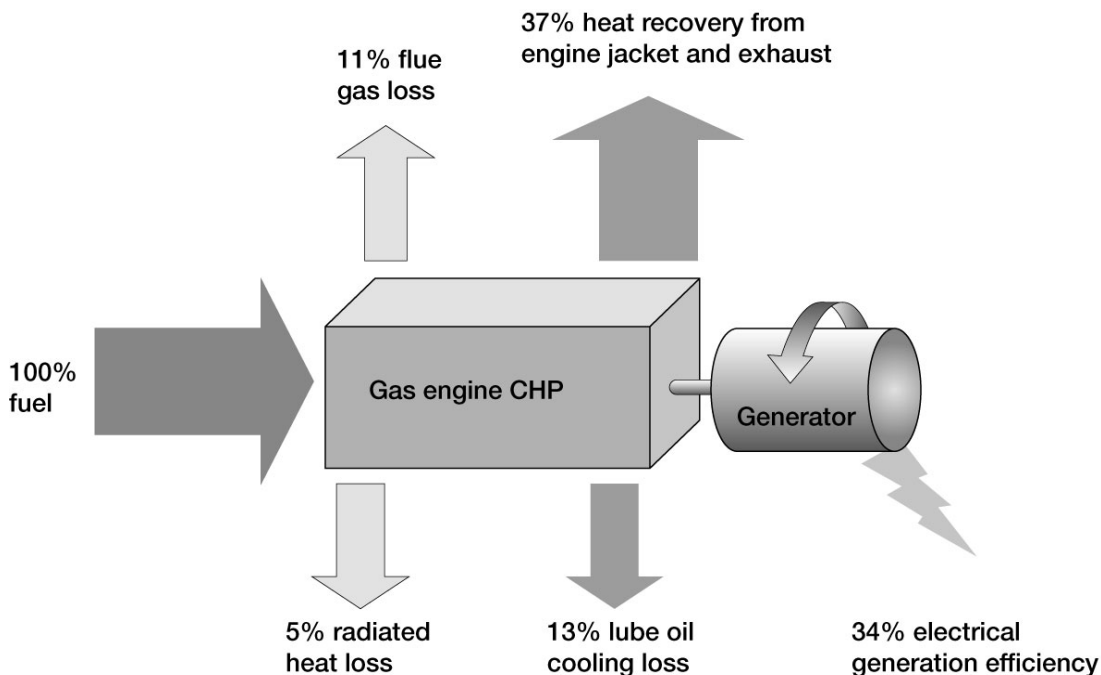 37% heat recovery from
engine jacket and exhaust
11% flue
gas loss
100%
fuel
Gas engine CHP
Generator
5% radiated
heat loss
13% lube oil
cooling loss
34% electrical
generation efficiency